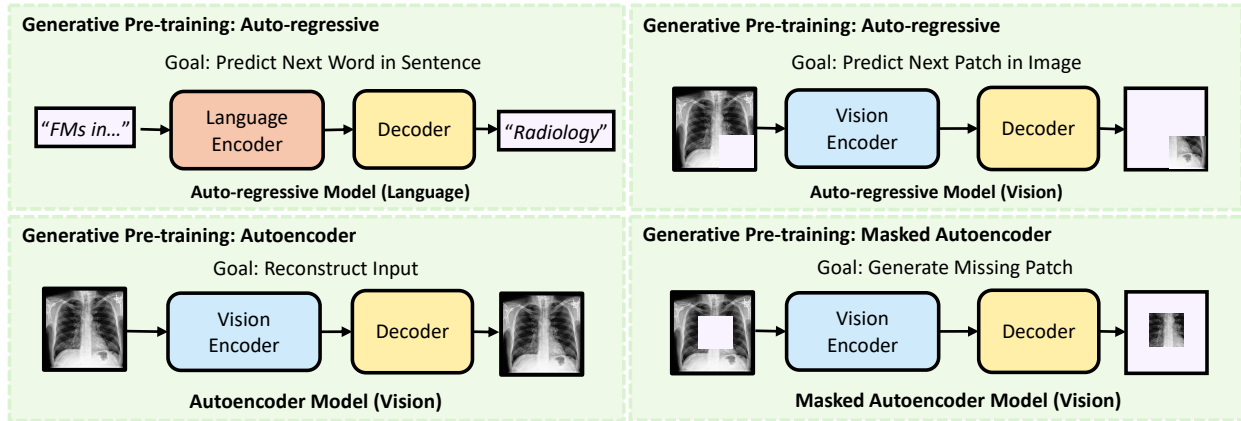 Generative Pre-training: Auto-regressive
Goal: Predict Next Word in Sentence
“FMs in…”
Language
Encoder
Decoder
“Radiology”
Auto-regressive Model (Language)
Generative Pre-training: Auto-regressive
Goal: Predict Next Patch in Image
Vision
Encoder
Decoder
Auto-regressive Model (Vision)
Generative Pre-training: Autoencoder
Goal: Reconstruct Input
Vision
Encoder
Decoder
Autoencoder Model (Vision)
Generative Pre-training: Masked Autoencoder
Goal: Generate Missing Patch
Vision
Encoder
Decoder
Masked Autoencoder Model (Vision)